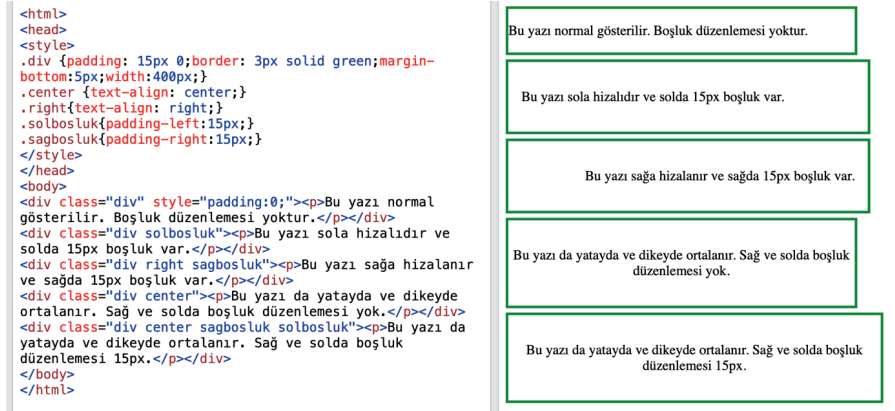 <html>
<head>
<style>
.div {padding: 15px 0;border: 3px solid green;margin-
bottom:5px;width:400px;}
.center {text-align: center;}
.right{text-align: right;}
.solbosluk{padding-left:15px;}
.sagbosluk{padding-right:15px;}
</style>
</head>
<body>
<div class="div" style="padding:0;"><p>Bu yazı normal
gösterilir. Boşluk düzenlemesi yoktur.</p></div>
<div class="div solbosluk"><p>Bu yazı sola hizalıdır ve
solda 15px boşluk var.</p></div>
<div class="div right sagbosluk"><p>Bu yazı sağa hizalanır
ve sağda 15px boşluk var.</p></div>
<div class="div center"><p>Bu yazı da yatayda ve dikeyde
ortalanır. Sağ ve solda boşluk düzenlemesi yok.</p></div>
<div class="div center sagbosluk solbosluk"><p>Bu yazı da
yatayda ve dikeyde ortalanır. Sağ ve solda boşluk
düzenlemesi 15px.</p></div>
</body>
</html>
Bu yazı normal gösterilir. Boşluk düzenlemesi yoktur.
Bu yazı sola hizalıdır ve solda 15px boşluk var.
Bu yazı sağa hizalanır ve sağda 15px boşluk var.
Bu yazı da yatayda ve dikeyde ortalanır. Sağ ve solda boşluk
düzenlemesi yok.
Bu yazı da yatayda ve dikeyde ortalanır. Sağ ve solda boşluk
düzenlemesi 15px.